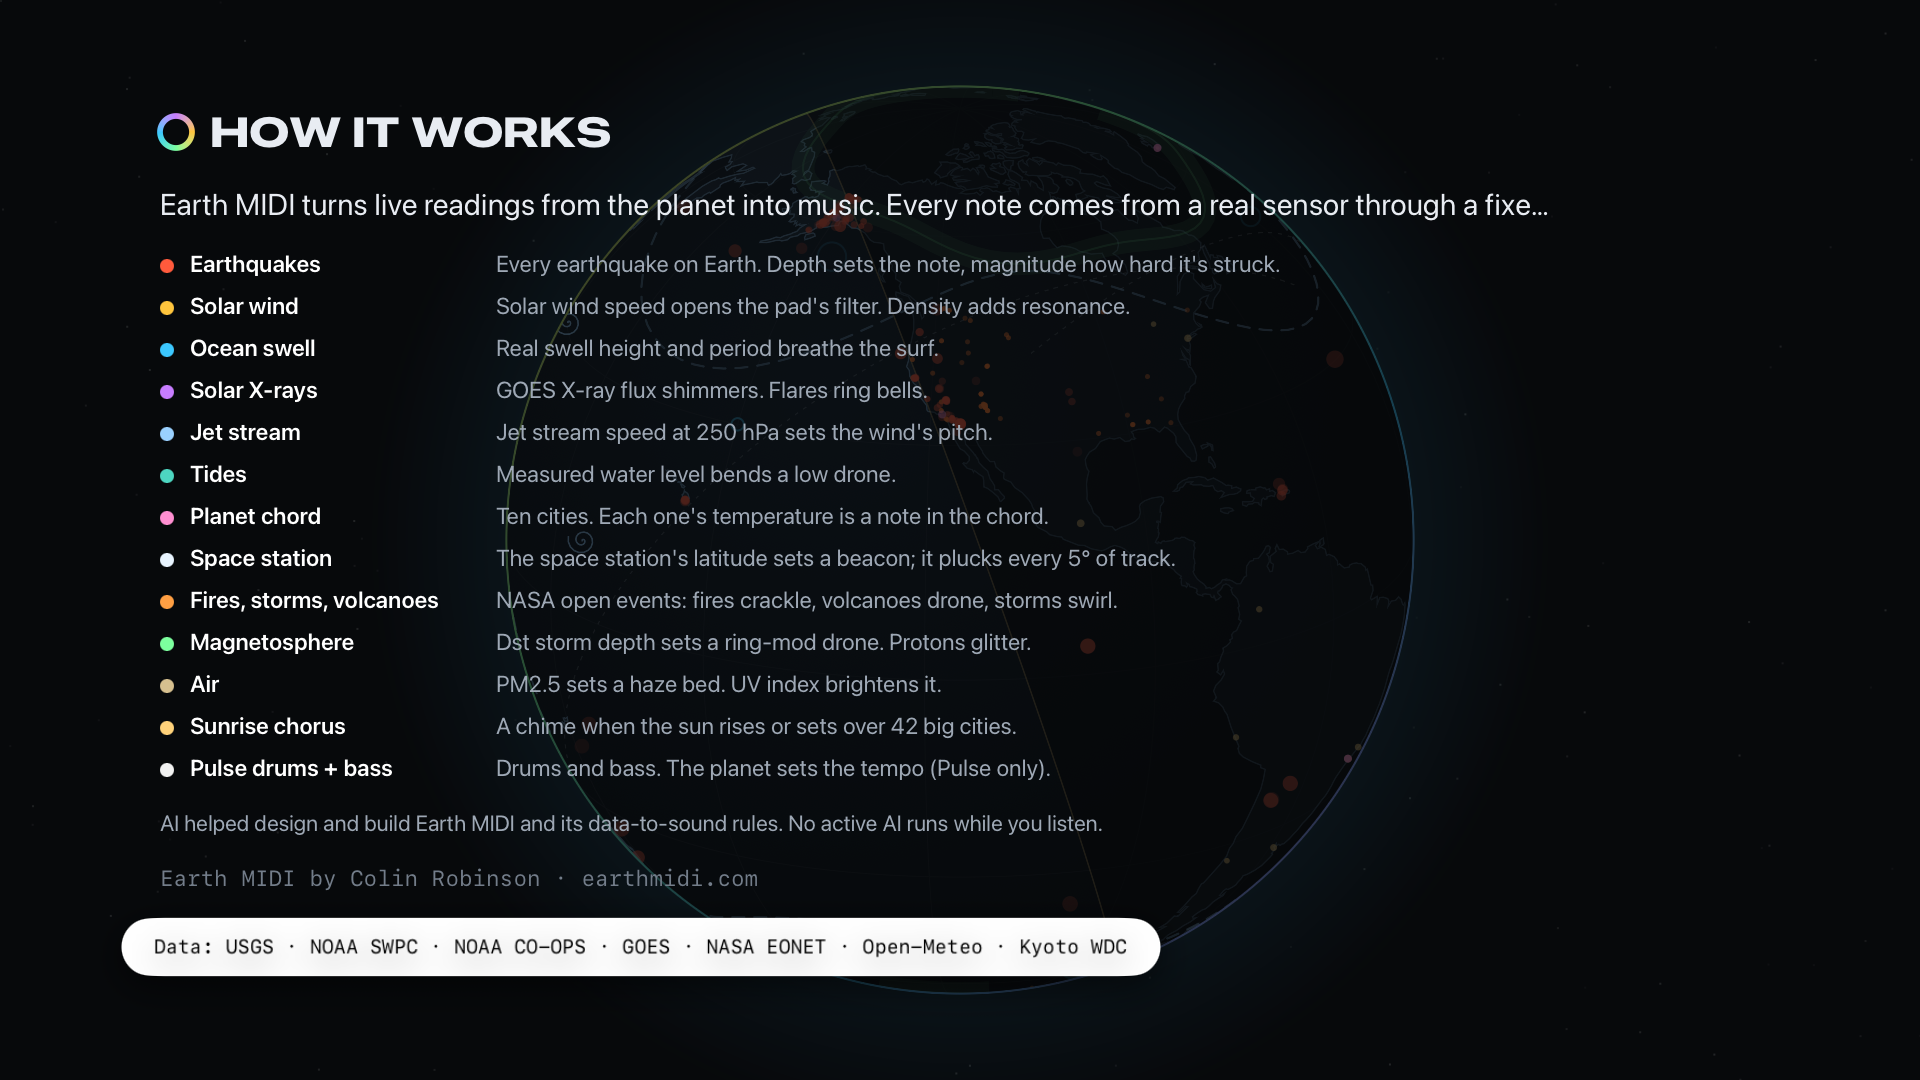 HOW IT WORKS
Earth MIDI turns live readings from the planet into music. Every note comes from a real sensor through a fixe...
Earthquakes Every earthquake on Earth. Depth sets the note, magnitude how hard it's struck.
Solar wind Solar wind speed opens the pad's filter. Density adds resonance.
Ocean swell Real swell height and period breathe the surf.
Solar X-rays GOES X-ray flux shimmers. Flares ring bells.
Jet stream Jet stream speed at 250 hPa sets the wind's pitch.
Tides Measured water level bends a low drone.
Planet chord Ten cities. Each one's temperature is a note in the chord.
Space station The space station's latitude sets a beacon; it plucks every 5° of track.
Fires, storms, volcanoes NASA open events: fires crackle, volcanoes drone, storms swirl.
Magnetosphere Dst storm depth sets a ring-mod drone. Protons glitter.
Air PM2.5 sets a haze bed. UV index brightens it.
Sunrise chorus A chime when the sun rises or sets over 42 big cities.
Pulse drums + bass Drums and bass. The planet sets the tempo (Pulse only).
AI helped design and build Earth MIDI and its data-to-sound rules. No active AI runs while you listen.
Earth MIDI by Colin Robinson · earthmidi.com
Data: USGS · NOAA SWPC · NOAA CO-OPS · GOES · NASA EONET · Open-Meteo · Kyoto WDC